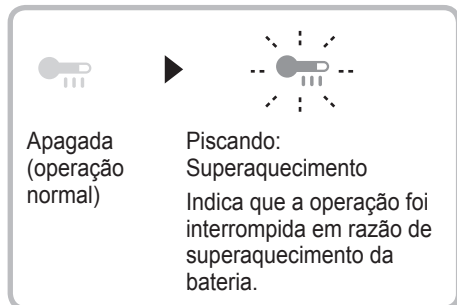 Apagada
(operação
normal)
Piscando:
Superaquecimento
Indica que a operação foi
interrompida em razão de
superaquecimento da
bateria.